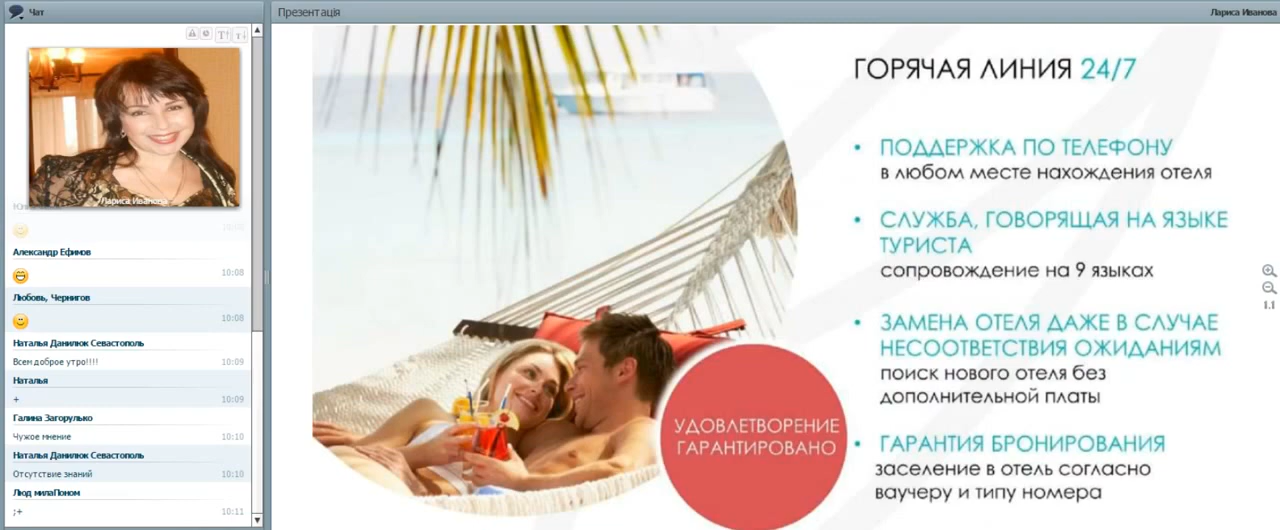 Чат
Презентація
Лариса Иванова
T↑
T↓
Лариса Иванова
Александр Ефимов
10:08
Любовь, Чернигов
10:08
Наталья Данилюк Севастополь
Всем доброе утро!!!!
10:09
Наталья
+
10:09
Галина Загорулько
Чужое мнение
10:10
Наталья Данилюк Севастополь
Отсутствие знаний
10:10
Люд милаПоном
;+
10:11
ГОРЯЧАЯ ЛИНИЯ 24/7
• ПОДДЕРЖКА ПО ТЕЛЕФОНУ
в любом месте нахождения отеля
• СЛУЖБА, ГОВОРЯЩАЯ НА ЯЗЫКЕ
ТУРИСТА
сопровождение на 9 языках
• ЗАМЕНА ОТЕЛЯ ДАЖЕ В СЛУЧАЕ
НЕСООТВЕТСТВИЯ ОЖИДАНИЯМ
поиск нового отеля без
дополнительной платы
• ГАРАНТИЯ БРОНИРОВАНИЯ
заселение в отель согласно
ваучеру и типу номера
УДОВЛЕТВОРЕНИЕ
ГАРАНТИРОВАНО
1:1